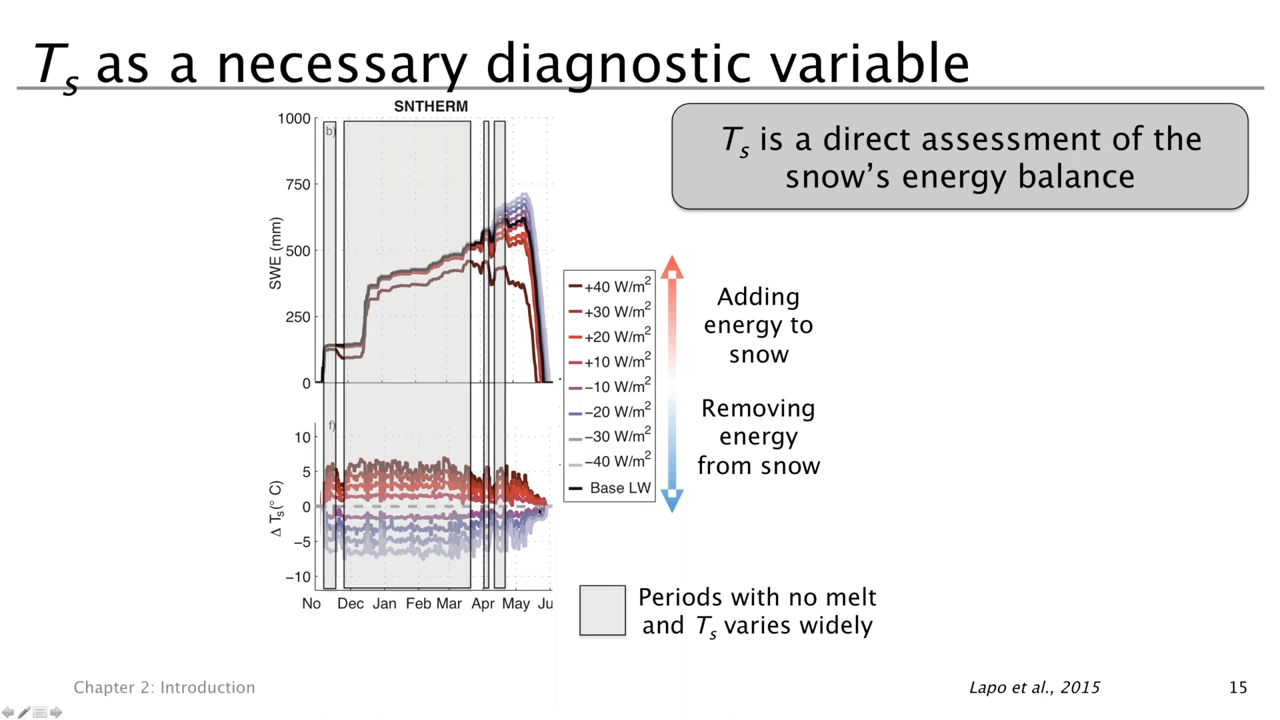 Ts as a necessary diagnostic variable
SNTHERM
b)
1000
750
500
250
0
SWE (mm)
f)
10
5
0
−5
−10
Δ Ts(° C)
No Dec Jan Feb Mar Apr May Ju
+40 W/m2
+30 W/m2
+20 W/m2
+10 W/m2
−10 W/m2
−20 W/m2
−30 W/m2
−40 W/m2
Base LW
Ts is a direct assessment of the
snow’s energy balance
Adding
energy to
snow
Removing
energy
from snow
Periods with no melt
and Ts varies widely
Chapter 2: Introduction
Lapo et al., 2015
15